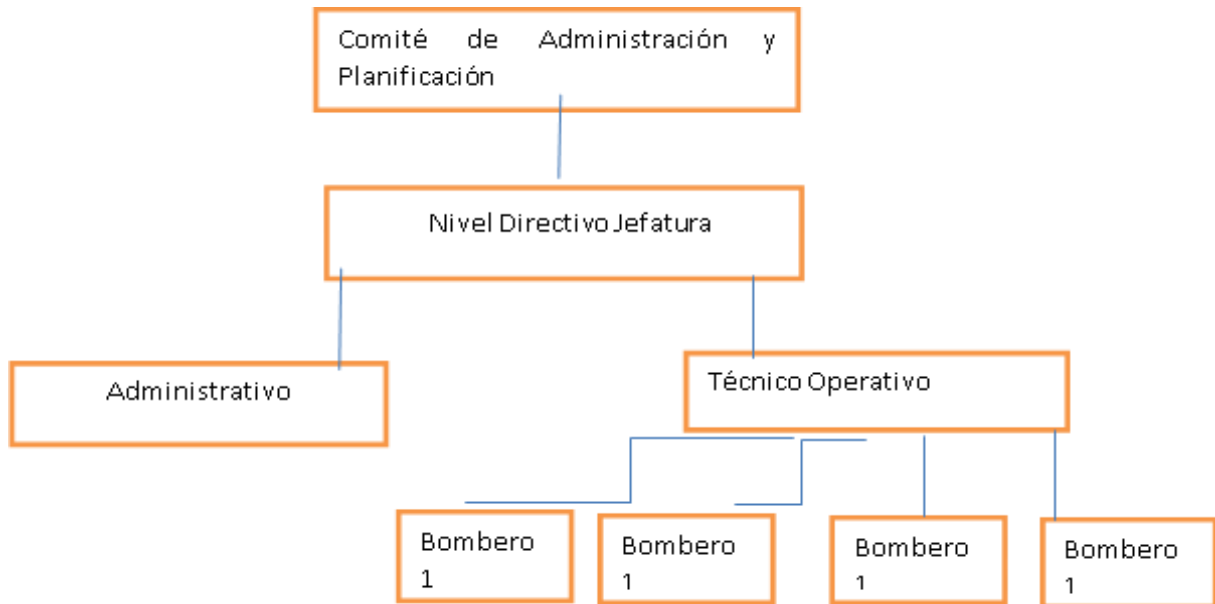 Comité de Administración y
Planificación
Nivel Directivo Jefatura
Administrativo
Técnico Operativo
Bombero
1
Bombero
1
Bombero
1
Bombero
1